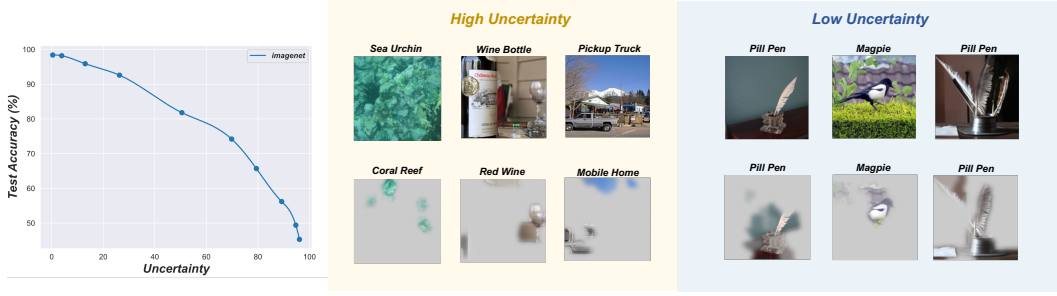 High Uncertainty
Low Uncertainty
Sea Urchin
Wine Bottle
Pickup Truck
Pill Pen
Magpie
Pill Pen
Coral Reef
Red Wine
Mobile Home
Pill Pen
Magpie
Pill Pen
imagenet
Test Accuracy (%)
100
90
80
70
60
50
0
20
40
60
80
100
Uncertainty